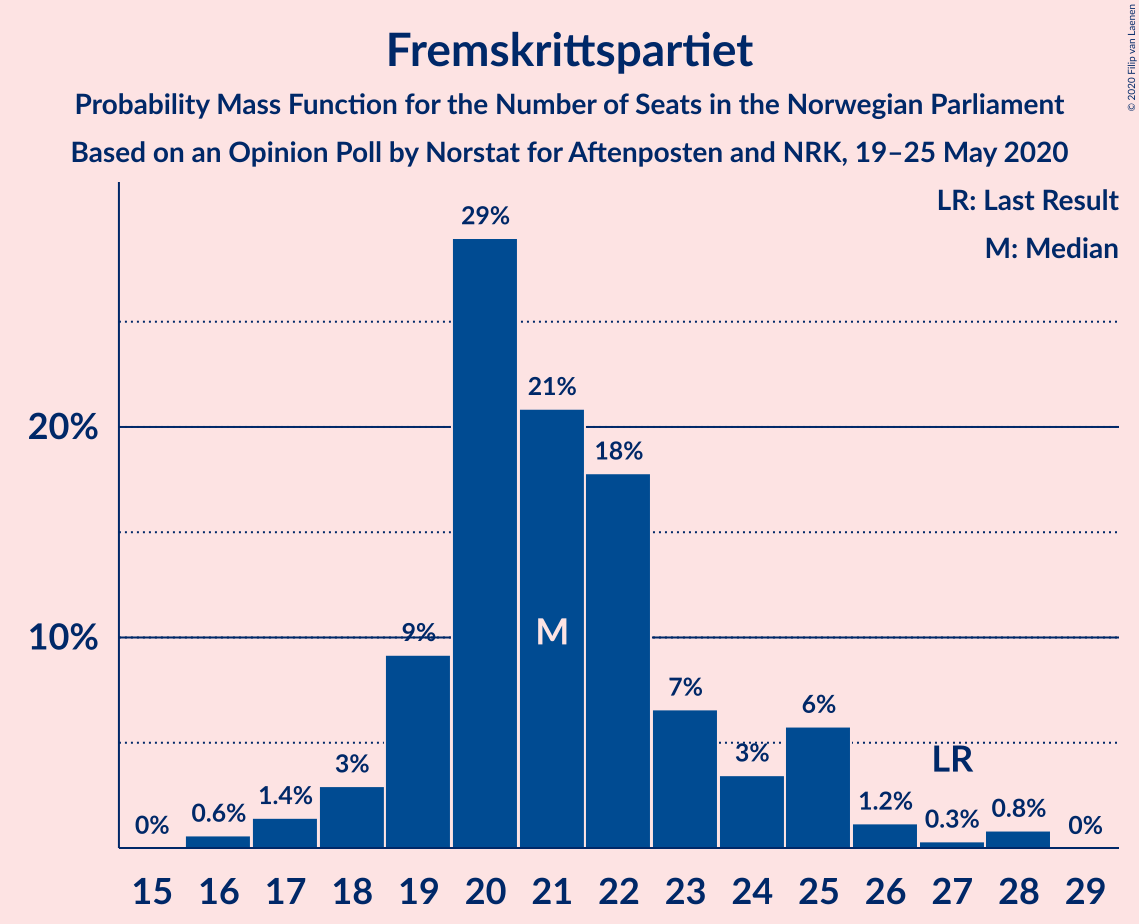 Fremskrittspartiet
Probability Mass Function for the Number of Seats in the Norwegian Parliament
Based on an Opinion Poll by Norstat for Aftenposten and NRK, 19–25 May 2020
© 2020 Filip van Laenen
LR: Last Result
M: Median
20%
10%
0%
0.6%
1.4%
3%
9%
29%
21%
18%
7%
3%
6%
1.2%
0.3%
0.8%
0%
M
LR
15 16 17 18 19 20 21 22 23 24 25 26 27 28 29